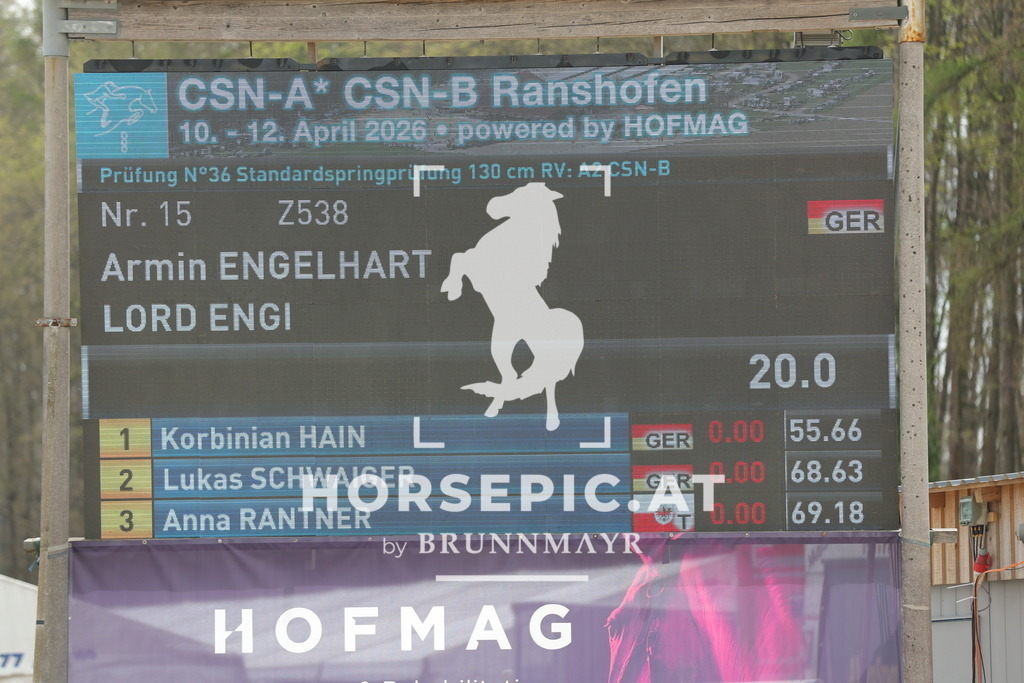 CSN-A* CSN-B Ranshofen
10. - 12. April 2026 • powered by HOFMAG
Prüfung N°36 Standardspringprüfung 130 cm RV: A2 CSN-B
Nr. 15 Z538 GER
Armin ENGELHART
LORD ENGI
20.0
1 Korbinian HAIN GER 0.00 55.66
2 Lukas SCHWAIGER GER 0.00 68.63
3 Anna RANTNER T 0.00 69.18
HORSEPIC.AT
by BRUNNMAYR
HOFMAG
77